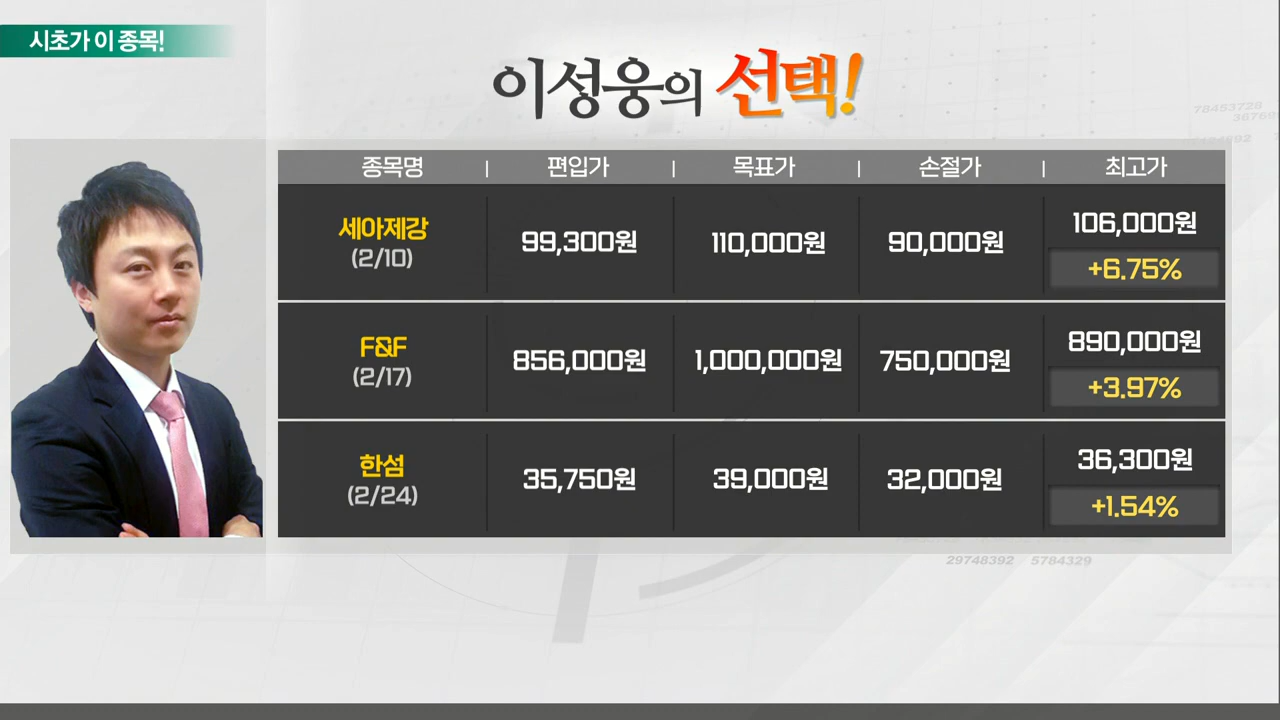 시초가 이 종목!
이성웅의 선택!
종목명 | 편입가 | 목표가 | 손절가 | 최고가
세아제강
(2/10)
99,300원
110,000원
90,000원
106,000원
+6.75%
F&F
(2/17)
856,000원
1,000,000원
750,000원
890,000원
+3.97%
한섬
(2/24)
35,750원
39,000원
32,000원
36,300원
+1.54%
78453728
29748392 5784329